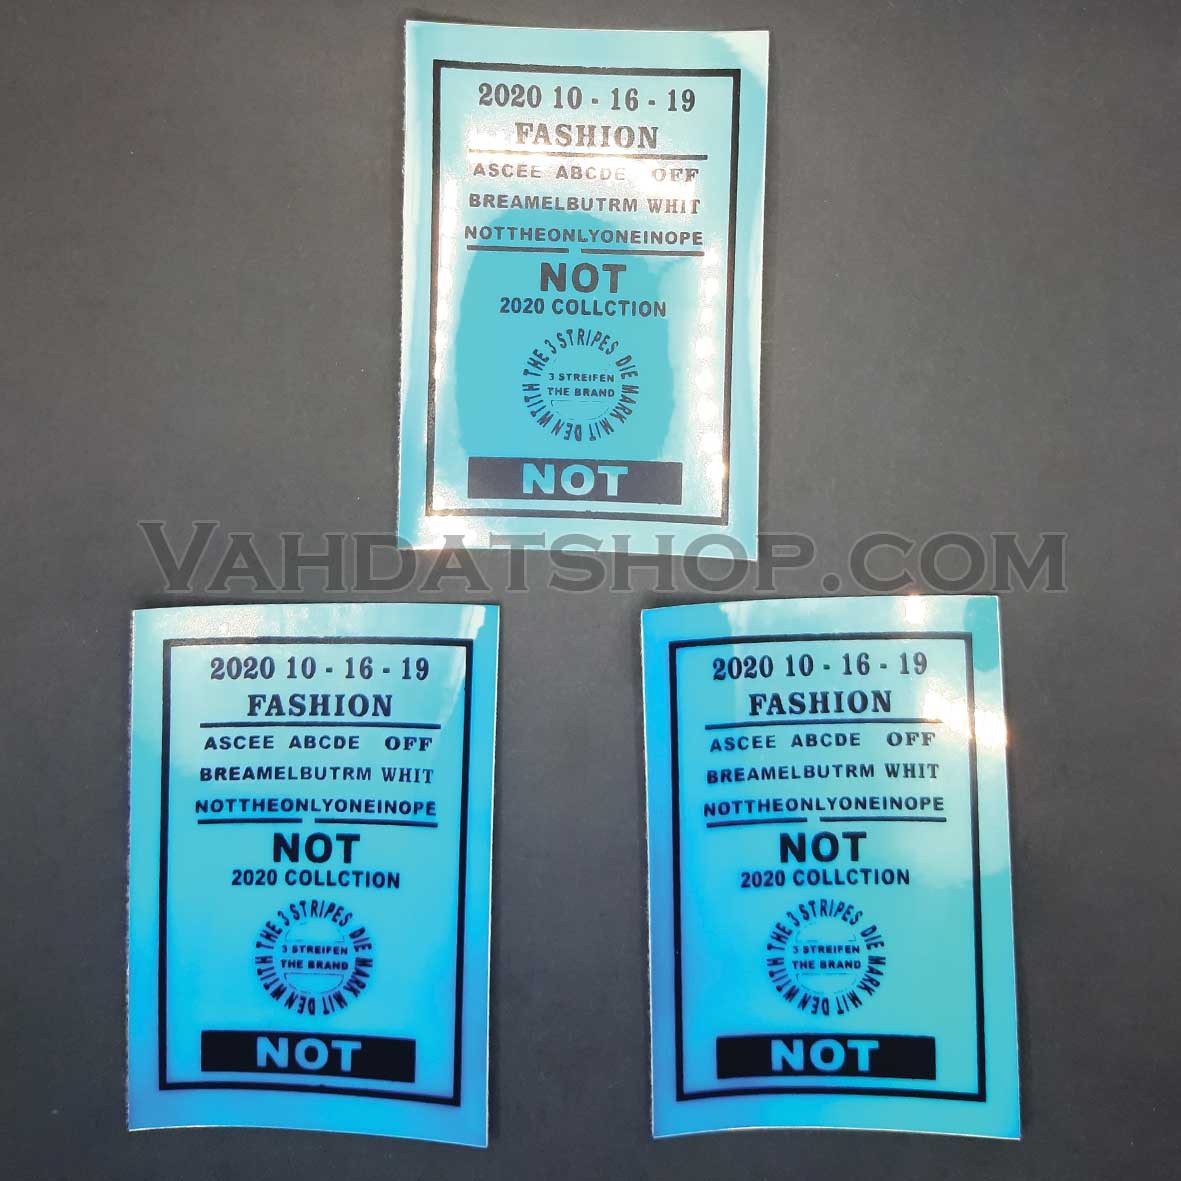 2020 10 - 16 - 19
FASHION
ASCEE ABCDE OFF
BREAMELBUTRM WHIT
NOTTHEONLYONEINOPE
NOT
2020 COLLCTION
THE 3 STRIPES DIE MARK MIT DEN WTITH
3 STREIFEN
THE BRAND
NOT
VAHDATSHOP.COM
2020 10 - 16 - 19
FASHION
ASCEE ABCDE OFF
BREAMELBUTRM WHIT
NOTTHEONLYONEINOPE
NOT
2020 COLLCTION
THE 3 STRIPES DIE MARK MIT DEN WTITH
3 STREIFEN
THE BRAND
NOT
2020 10 - 16 - 19
FASHION
ASCEE ABCDE OFF
BREAMELBUTRM WHIT
NOTTHEONLYONEINOPE
NOT
2020 COLLCTION
THE 3 STRIPES DIE MARK MIT DEN WTITH
3 STREIFEN
THE BRAND
NOT